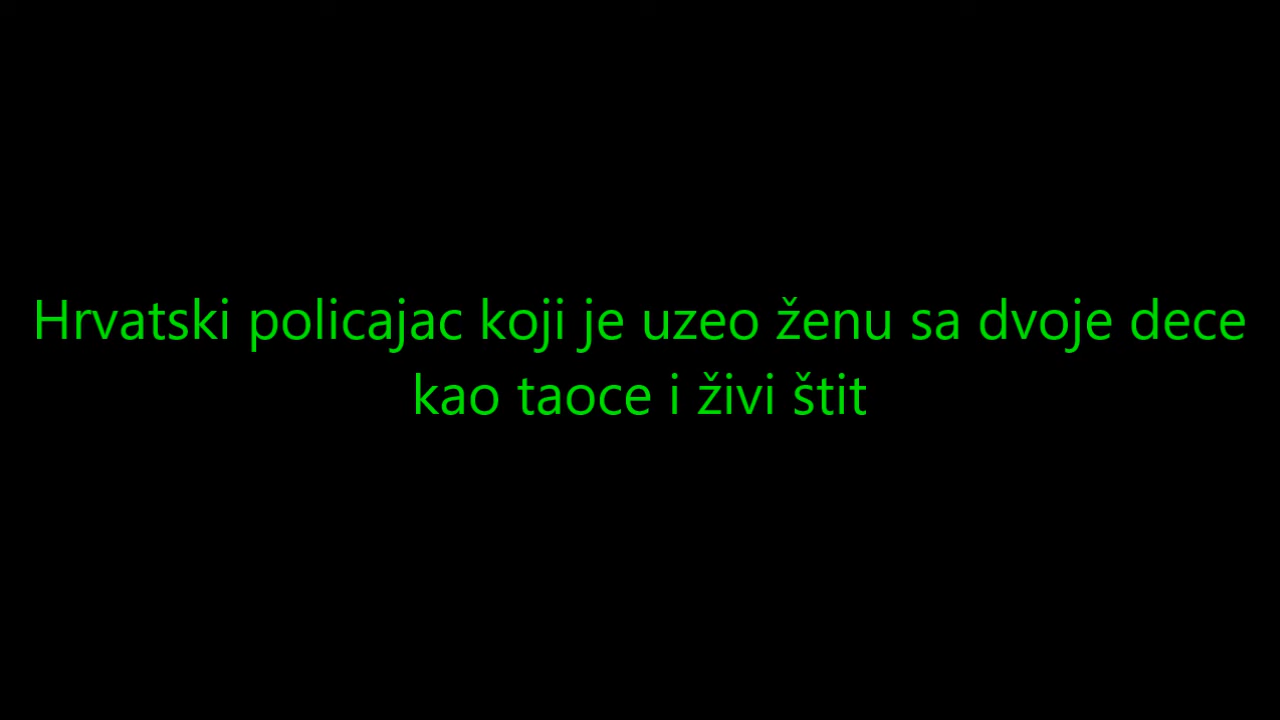 Hrvatski policajac koji je uzeo ženu sa dvoje dece
kao taoce i živi štit